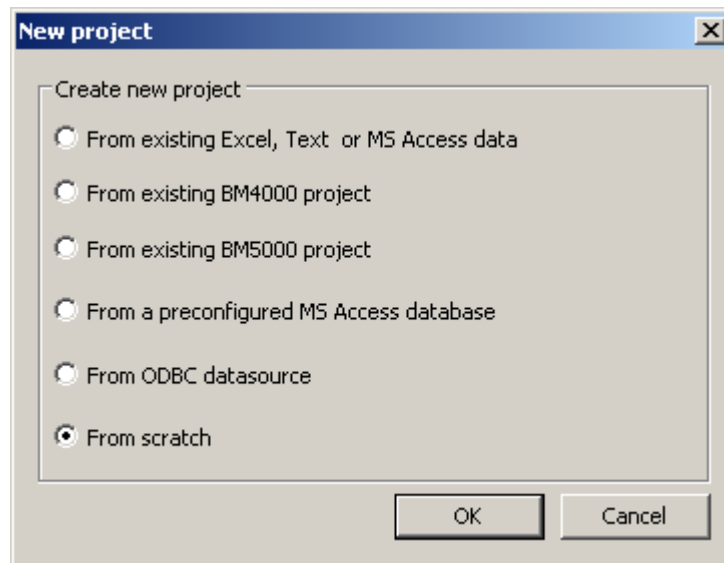 New project
Create new project
From existing Excel, Text or MS Access data
From existing BM4000 project
From existing BM5000 project
From a preconfigured MS Access database
From ODBC datasource
From scratch
OK Cancel